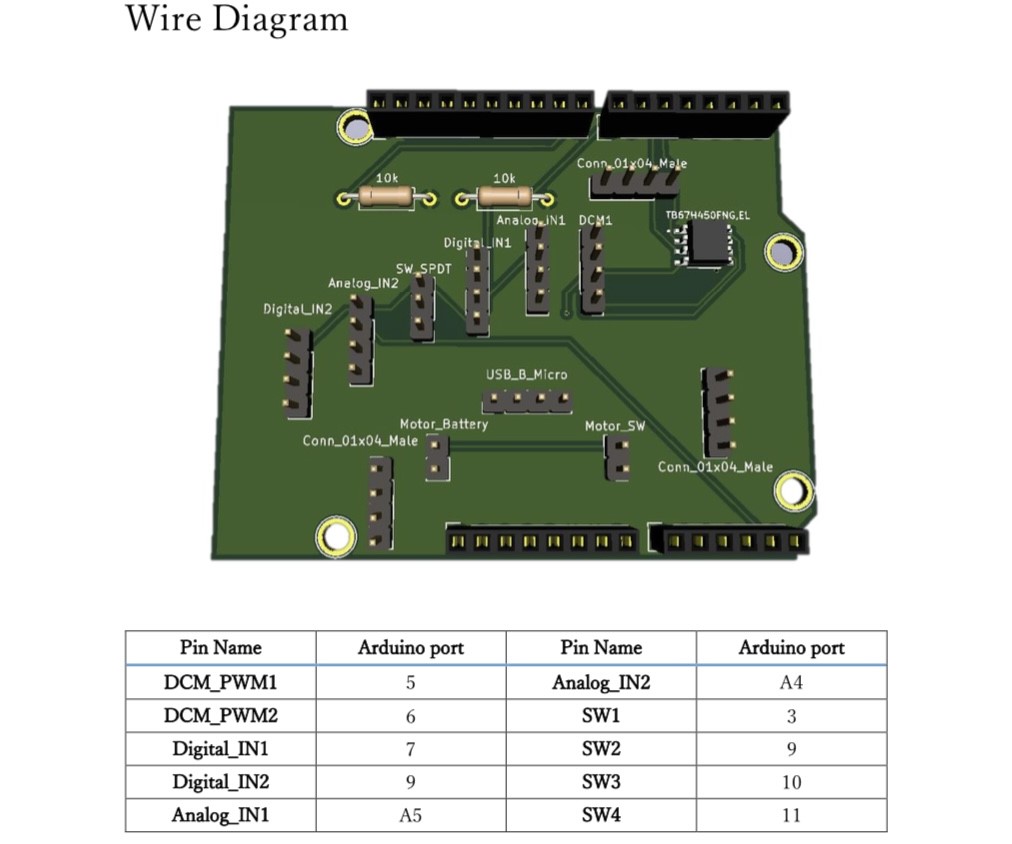 Wire Diagram
Conn_01x04_Male
10k 10k
TB67H450FNG,EL
Analog_IN1 DCM1
Digital_IN1
SW_SPDT
Analog_IN2
Digital_IN2
USB_B_Micro
Motor_Battery Motor_SW
Conn_01x04_Male
Conn_01x04_Male
Pin Name Arduino port Pin Name Arduino port
DCM_PWM1 5 Analog_IN2 A4
DCM_PWM2 6 SW1 3
Digital_IN1 7 SW2 9
Digital_IN2 9 SW3 10
Analog_IN1 A5 SW4 11